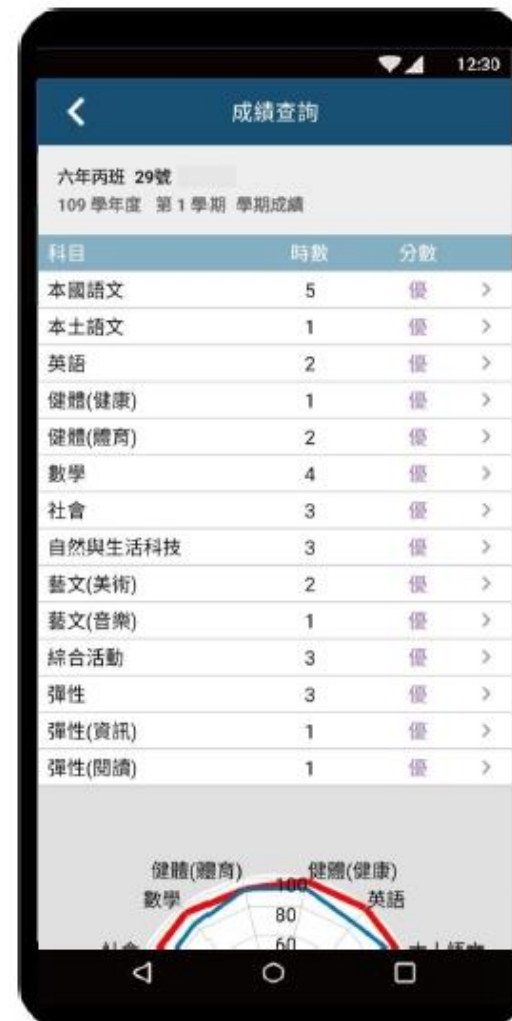 12:30
成績查詢
六年丙班 29號
109 學年度 第 1 學期 學期成績
科目 時數 分數
本國語文 5 優
本土語文 1 優
英語 2 優
健體(健康) 1 優
健體(體育) 2 優
數學 4 優
社會 3 優
自然與生活科技 3 優
藝文(美術) 2 優
藝文(音樂) 1 優
綜合活動 3 優
彈性 3 優
彈性(資訊) 1 優
彈性(閱讀) 1 優
健體(體育) 健體(健康)
100
數學 英語
80
60